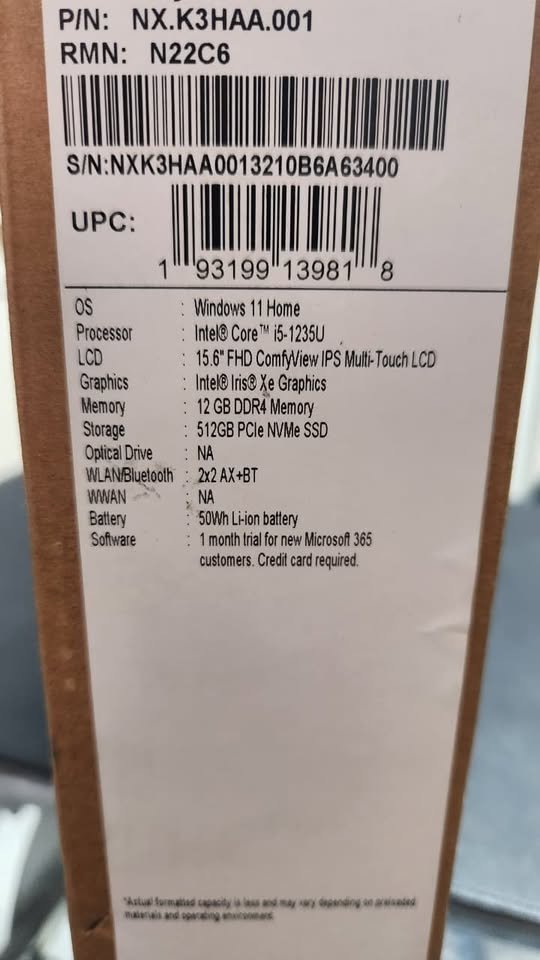 P/N: NX.K3HAA.001
RMN: N22C6
S/N:NXK3HAA0013210B6A63400
UPC:
1 93199 13981 8
OS : Windows 11 Home
Processor : Intel® Core™ i5-1235U
LCD : 15.6" FHD ComfyView IPS Multi-Touch LCD
Graphics : Intel® Iris® Xe Graphics
Memory : 12 GB DDR4 Memory
Storage : 512GB PCIe NVMe SSD
Optical Drive : NA
WLAN/Bluetooth : 2x2 AX+BT
WWAN : NA
Battery : 50Wh Li-ion battery
Software : 1 month trial for new Microsoft 365
customers. Credit card required.
*Actual formatted capacity is less and may vary depending on preloaded
materials and operating environment.